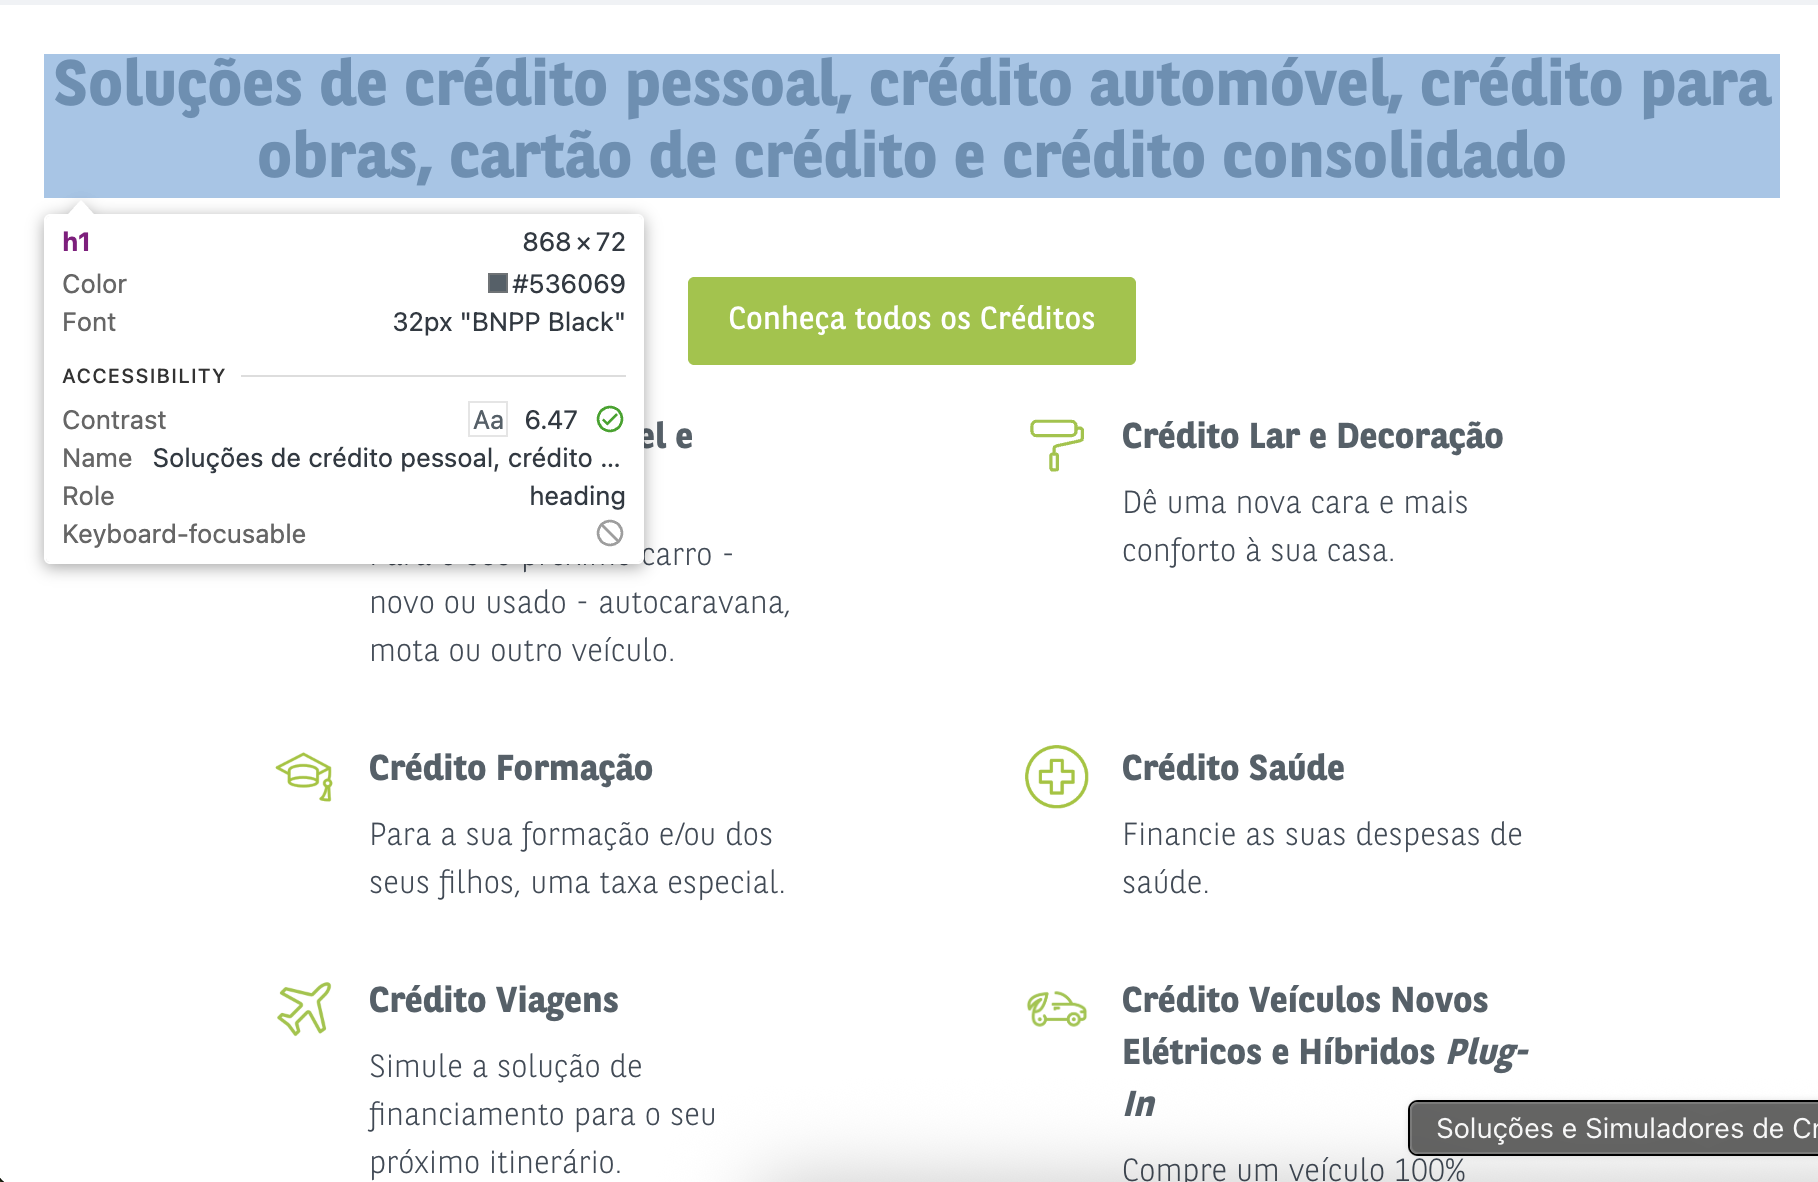 Soluções de crédito pessoal, crédito automóvel, crédito para
obras, cartão de crédito e crédito consolidado
h1 868 × 72
Color #536069
Font 32px "BNPP Black"
ACCESSIBILITY
Contrast Aa 6.47
Name Soluções de crédito pessoal, crédito ...
Role heading
Keyboard-focusable
Conheça todos os Créditos
el e
carro -
novo ou usado - autocaravana,
mota ou outro veículo.
Crédito Lar e Decoração
Dê uma nova cara e mais
conforto à sua casa.
Crédito Formação
Para a sua formação e/ou dos
seus filhos, uma taxa especial.
Crédito Saúde
Financie as suas despesas de
saúde.
Crédito Viagens
Simule a solução de
financiamento para o seu
próximo itinerário.
Crédito Veículos Novos
Elétricos e Híbridos Plug-
In
Compre um veículo 100%
Soluções e Simuladores de Cr